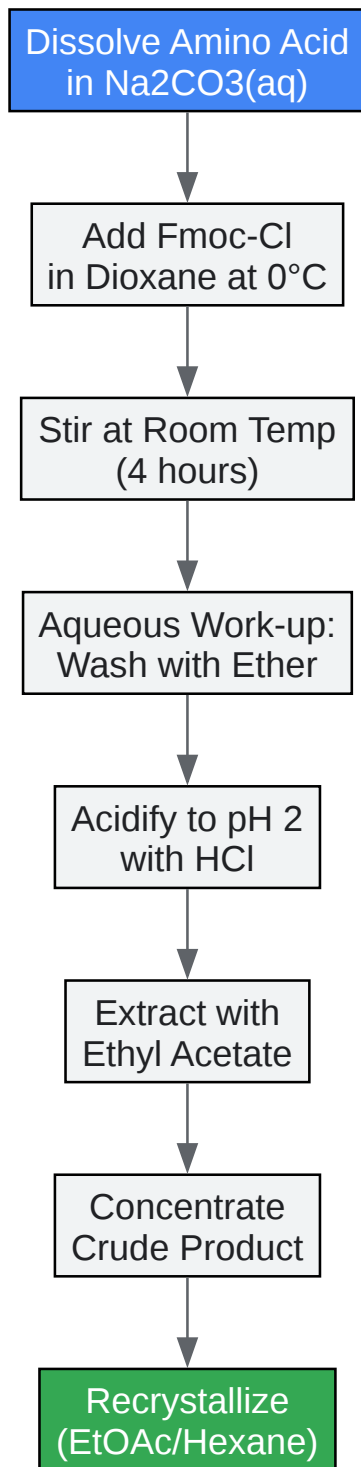 Dissolve Amino Acid
in Na2CO3(aq)
Add Fmoc-Cl
in Dioxane at 0°C
Stir at Room Temp
(4 hours)
Aqueous Work-up:
Wash with Ether
Acidify to pH 2
with HCl
Extract with
Ethyl Acetate
Concentrate
Crude Product
Recrystallize
(EtOAc/Hexane)